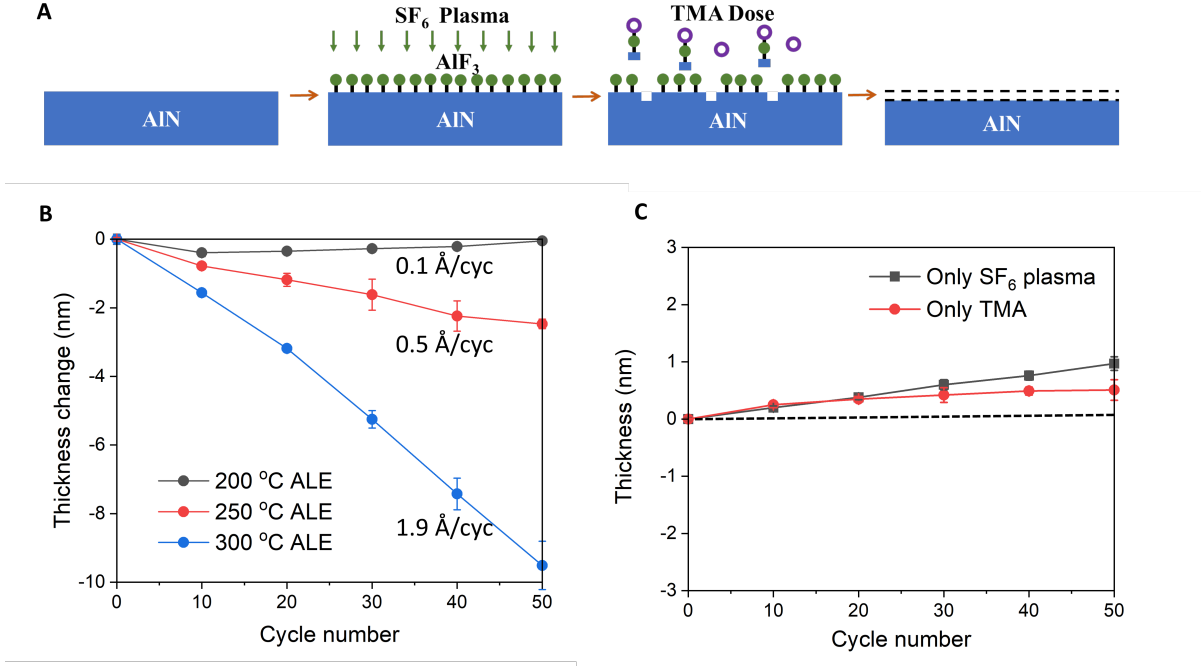 A
SF6 Plasma
TMA Dose
AlF3
AlN
AlN
AlN
AlN
B
Thickness change (nm)
0
-2
-4
-6
-8
-10
0.1 Å/cyc
0.5 Å/cyc
1.9 Å/cyc
200 °C ALE
250 °C ALE
300 °C ALE
0 10 20 30 40 50
Cycle number
C
Thickness (nm)
3
2
1
0
-1
-2
-3
Only SF6 plasma
Only TMA
0 10 20 30 40 50
Cycle number